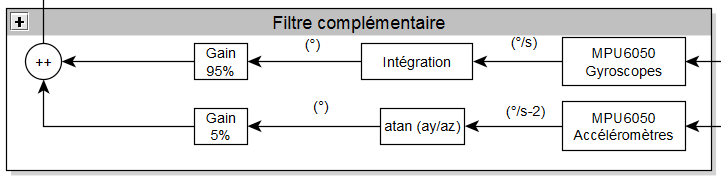 Filtre complémentaire
++
Gain
95%
(°)
Intégration
(°/s)
MPU6050
Gyroscopes
Gain
5%
(°)
atan (ay/az)
(°/s-2)
MPU6050
Accéléromètres